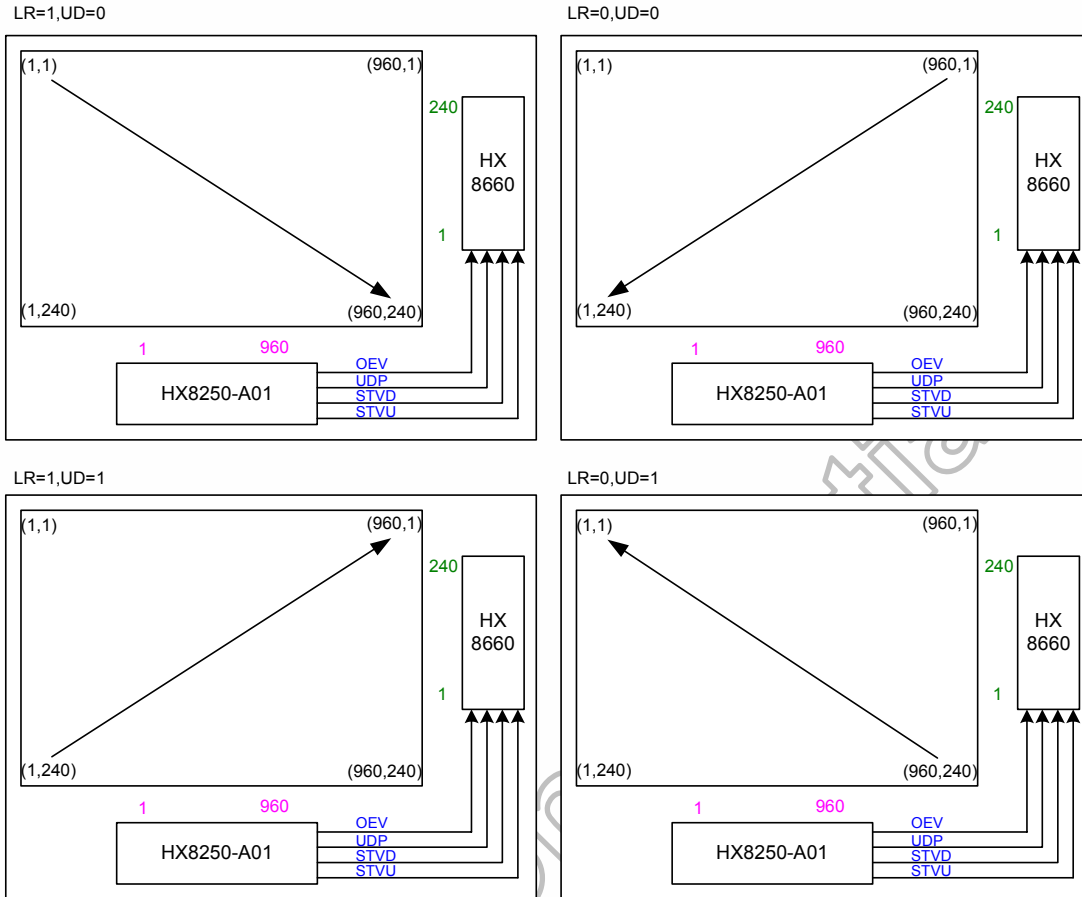 LR=1,UD=0
(1,1)
(960,1)
240
HX
8660
1
(1,240)
(960,240)
1
960
HX8250-A01
OEV
UDP
STVD
STVU
LR=0,UD=0
(1,1)
(960,1)
240
HX
8660
1
(1,240)
(960,240)
1
960
HX8250-A01
OEV
UDP
STVD
STVU
LR=1,UD=1
(1,1)
(960,1)
240
HX
8660
1
(1,240)
(960,240)
1
960
HX8250-A01
OEV
UDP
STVD
STVU
LR=0,UD=1
(1,1)
(960,1)
240
HX
8660
1
(1,240)
(960,240)
1
960
HX8250-A01
OEV
UDP
STVD
STVU